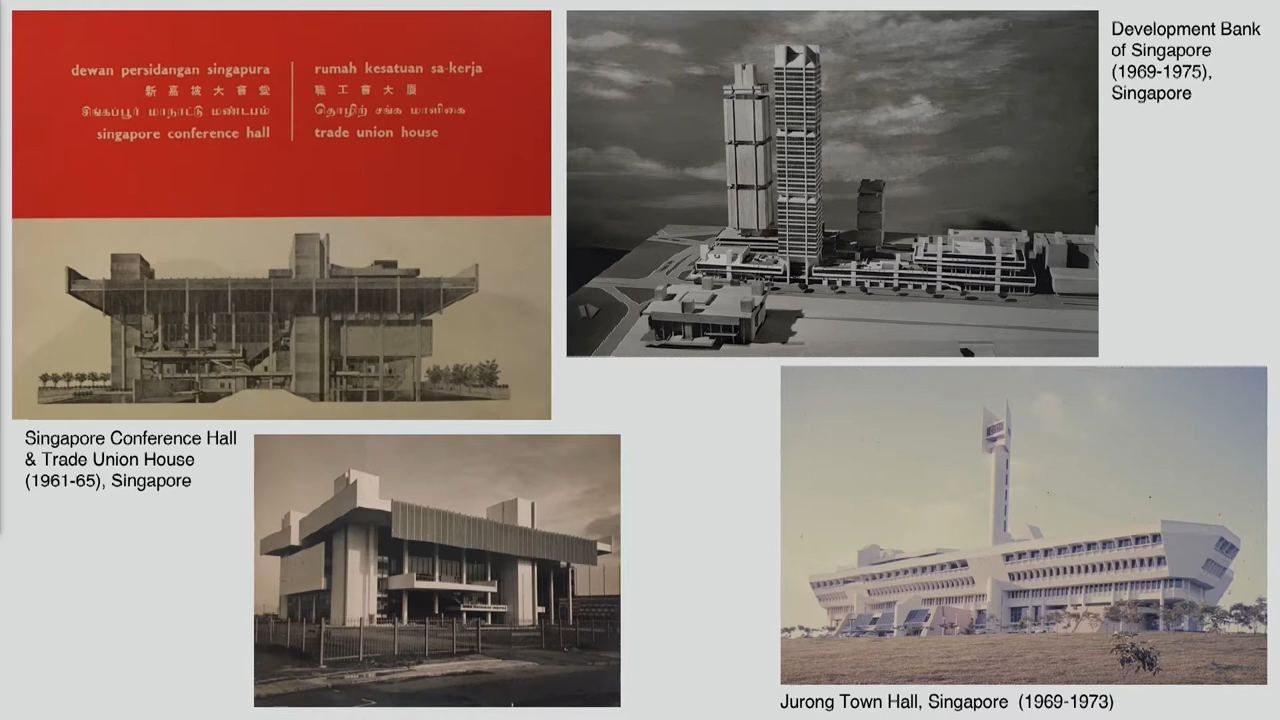 dewan persidangan singapura
新嘉坡大會堂
சிங்கப்பூர் மாநாட்டு மண்டபம்
singapore conference hall
rumah kesatuan sa-kerja
職工會大厦
தொழிற் சங்க மாளிகை
trade union house
Development Bank
of Singapore
(1969-1975),
Singapore
Singapore Conference Hall
& Trade Union House
(1961-65), Singapore
Jurong Town Hall, Singapore (1969-1973)